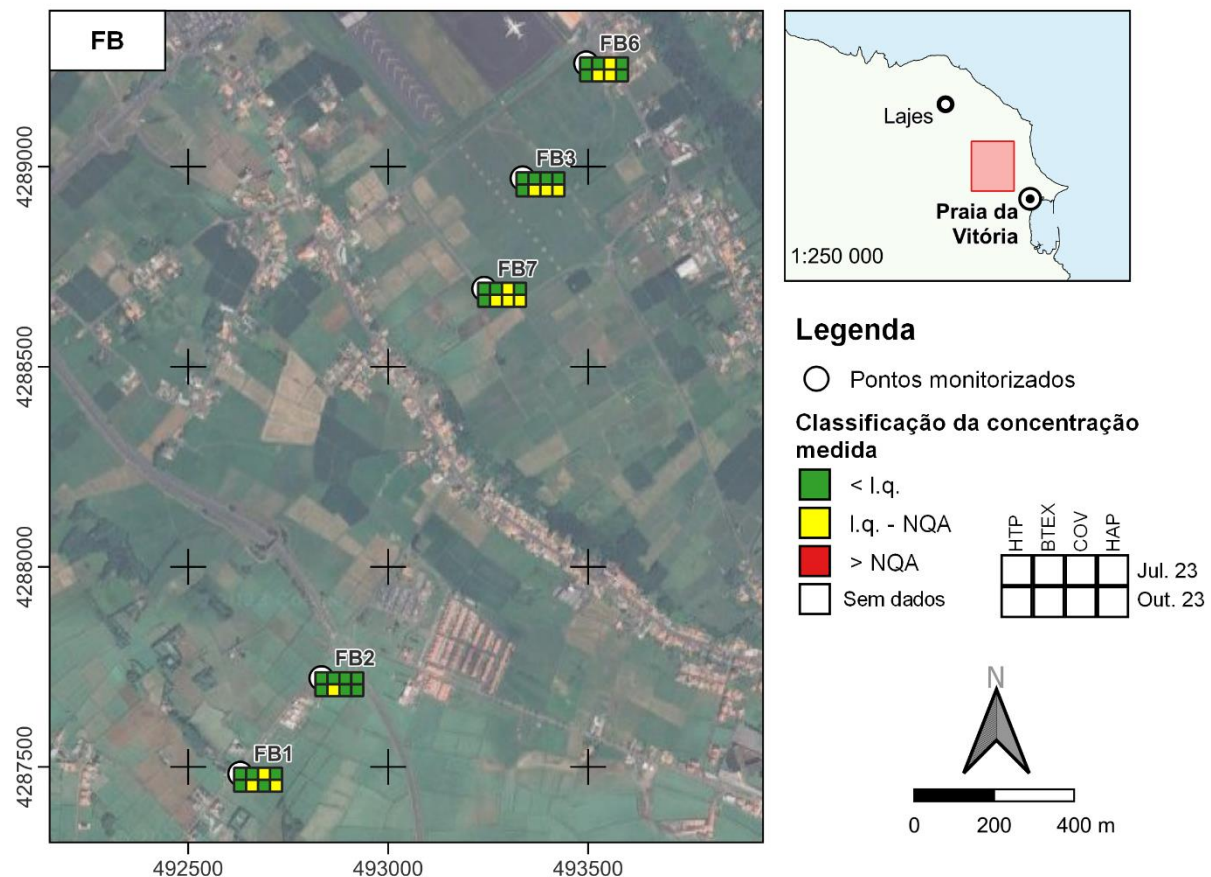 FB
FB6
FB3
FB7
FB2
FB1
4289000
4288500
4288000
4287500
492500
493000
493500
Lajes
Praia da
Vitória
1:250 000
Legenda
Pontos monitorizados
Classificação da concentração
medida
< l.q.
l.q. - NQA
> NQA
Sem dados
HTP
BTEX
COV
HAP
Jul. 23
Out. 23
N
0 200 400 m